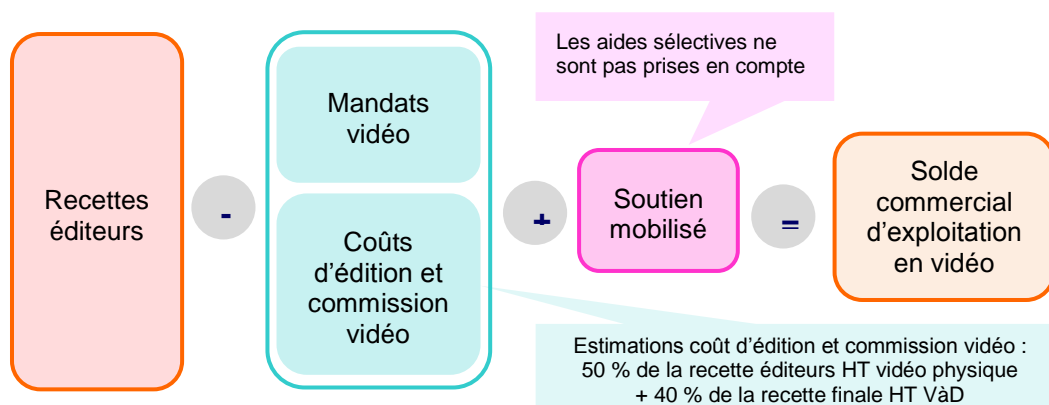 Les aides sélectives ne
sont pas prises en compte
Recettes
éditeurs
-
Mandats
vidéo
Coûts
d’édition et
commission
vidéo
+
Soutien
mobilisé
=
Solde
commercial
d’exploitation
en vidéo
Estimations coût d’édition et commission vidéo :
50 % de la recette éditeurs HT vidéo physique
+ 40 % de la recette finale HT VàD